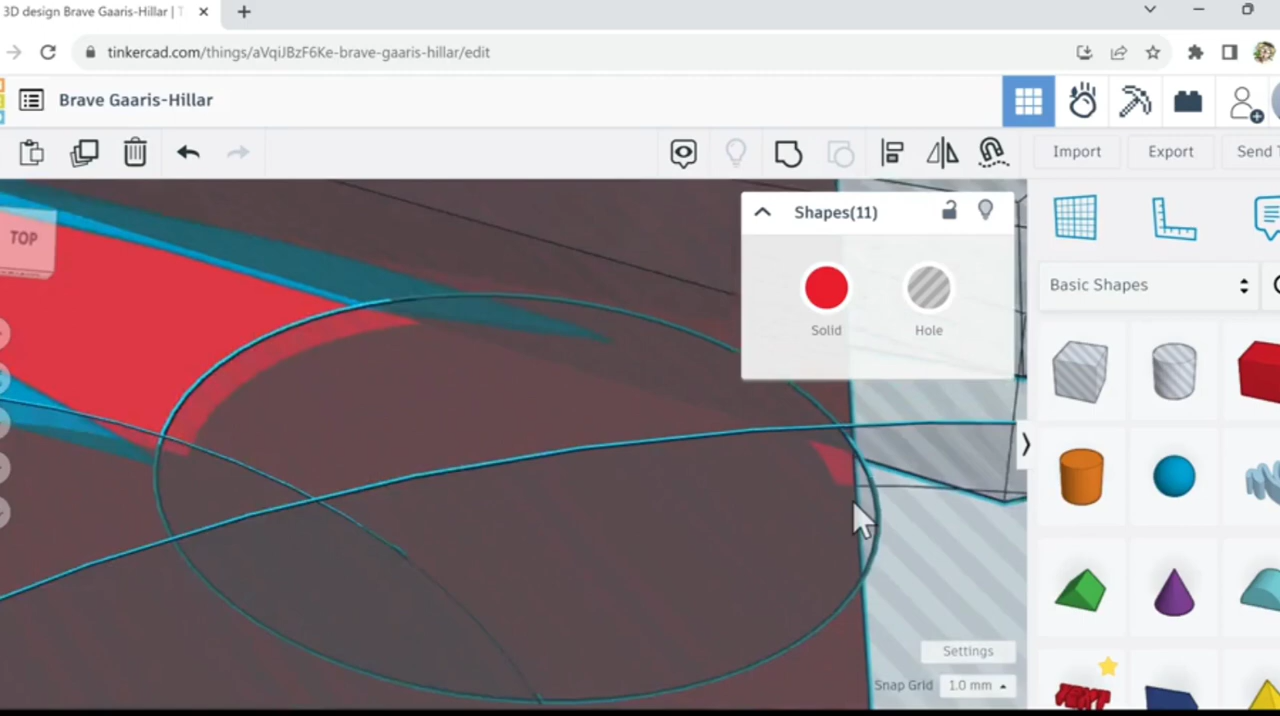 3D design Brave Gaaris-Hillar | T
tinkercad.com/things/aVqiJBzF6Ke-brave-gaaris-hillar/edit
Brave Gaaris-Hillar
Import
Export
Send T
TOP
Shapes(11)
Solid
Hole
Basic Shapes
Settings
Snap Grid
1.0 mm
TEXT